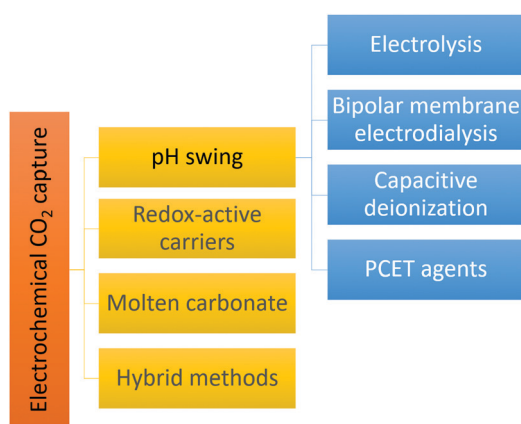 Electrochemical CO₂ capture
pH swing
Redox-active
carriers
Molten carbonate
Hybrid methods
Electrolysis
Bipolar membrane
electrodialysis
Capacitive
deionization
PCET agents